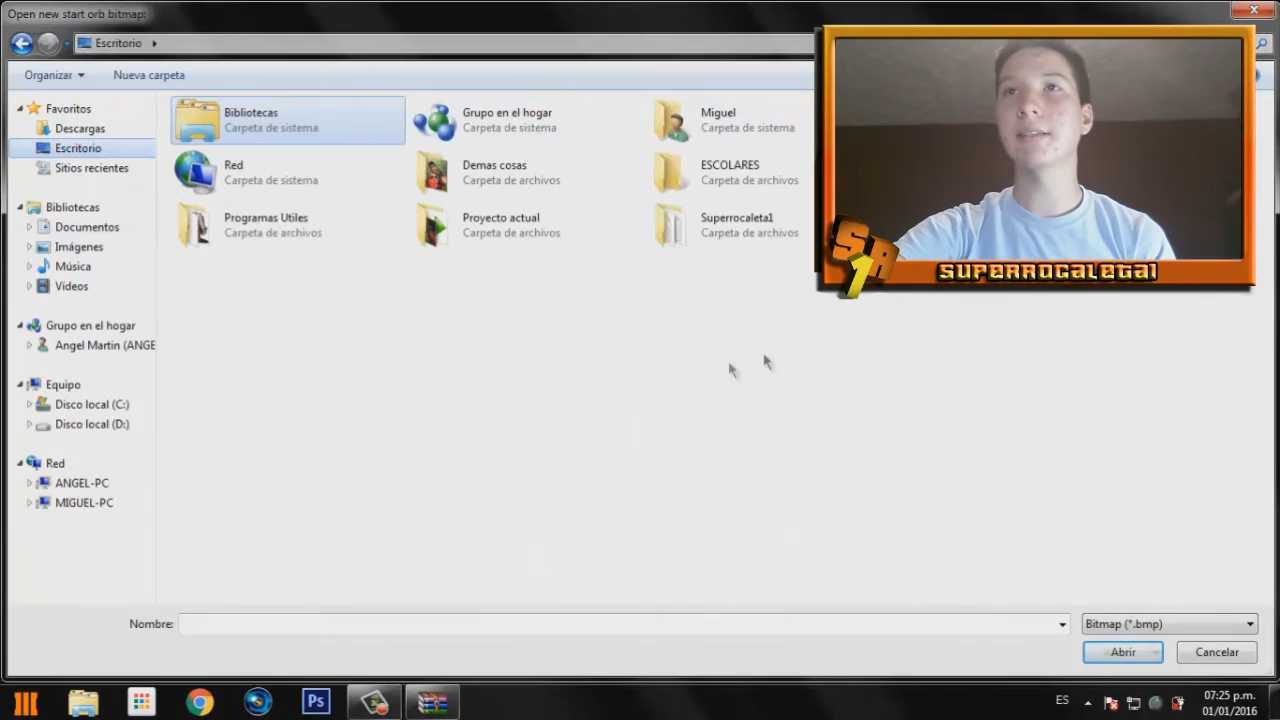 Open new start orb bitmap:
Escritorio
Organizar
Nueva carpeta
Favoritos
Descargas
Escritorio
Sitios recientes
Bibliotecas
Documentos
Imágenes
Música
Vídeos
Grupo en el hogar
Angel Martin (ANGE
Equipo
Disco local (C:)
Disco local (D:)
Red
ANGEL-PC
MIGUEL-PC
Bibliotecas
Carpeta de sistema
Grupo en el hogar
Carpeta de sistema
Miguel
Carpeta de sistema
Red
Carpeta de sistema
Demas cosas
Carpeta de archivos
ESCOLARES
Carpeta de archivos
Programas Utiles
Carpeta de archivos
Proyecto actual
Carpeta de archivos
Superrocaleta1
Carpeta de archivos
SR
1
SUPERROCALETA1
Nombre:
Bitmap (*.bmp)
Abrir
Cancelar
Ps
ES
07:25 p.m.
01/01/2016